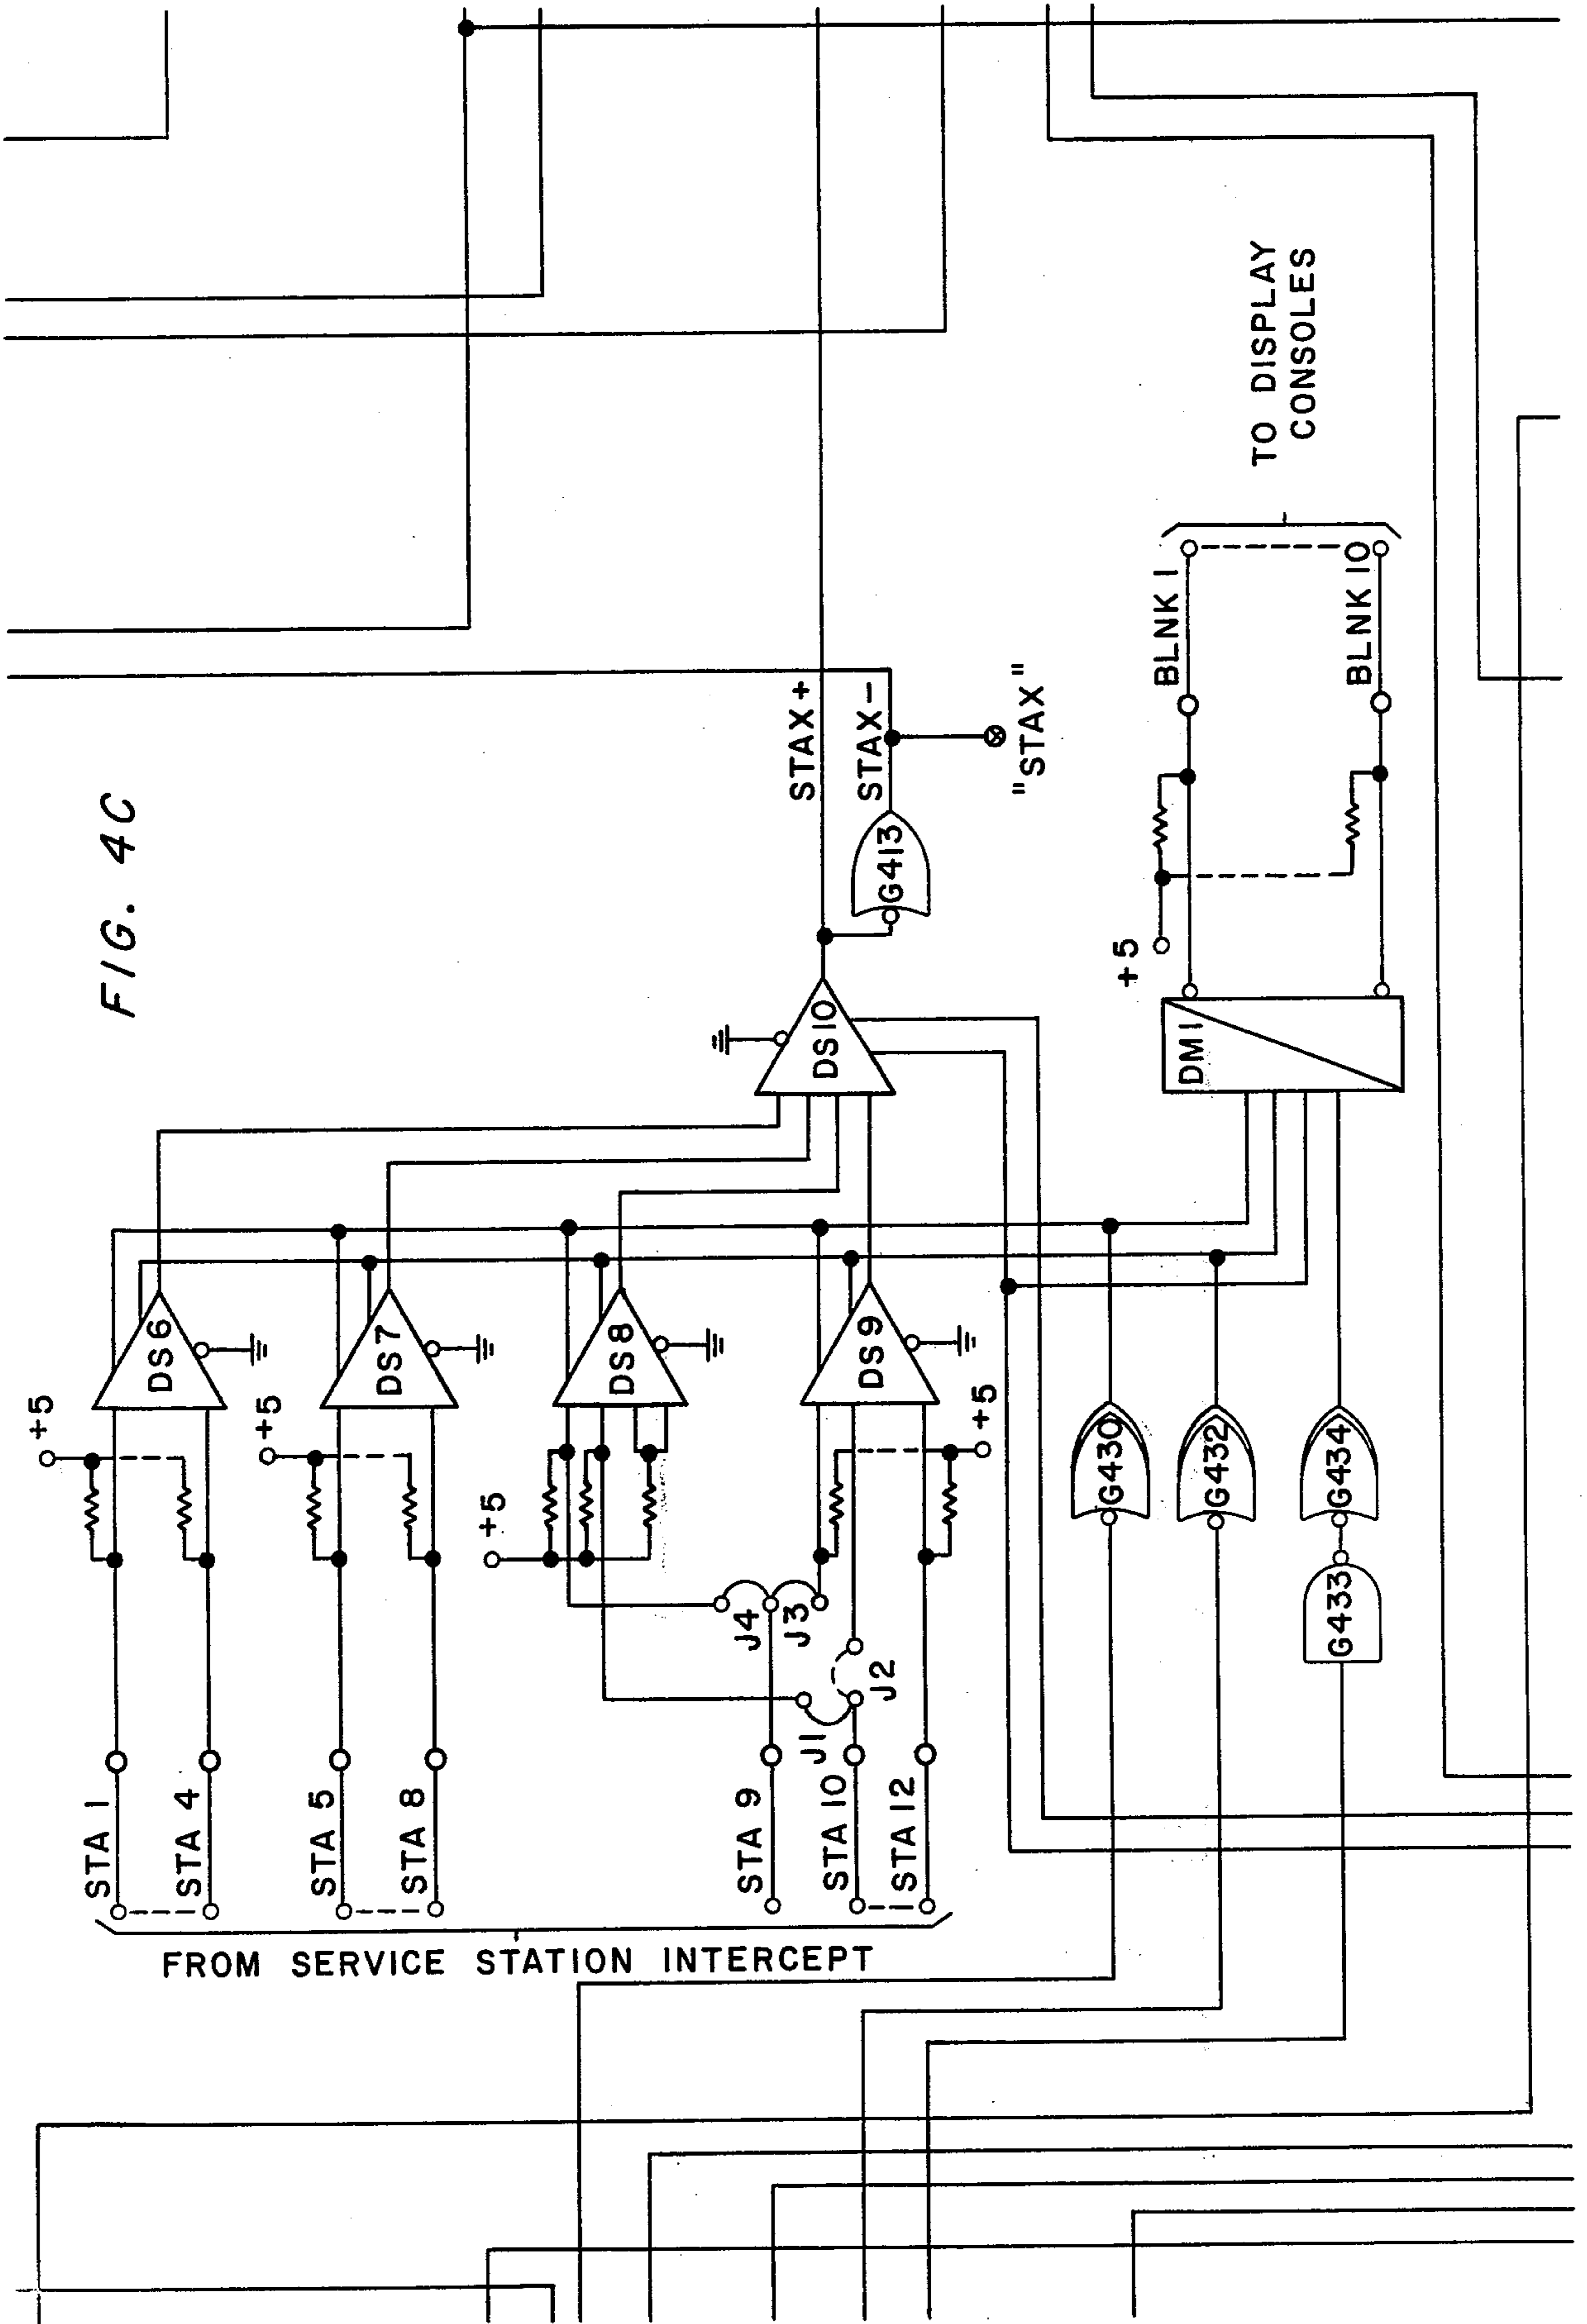 FIG. 4C
STA 1
STA 4
STA 5
STA 8
STA 9
STA 10
STA 12
FROM SERVICE STATION INTERCEPT
+5
+5
+5
+5
J4
J3
J1
J2
DS6
DS7
DS8
DS9
DS10
STAX+
STAX-
G413
"STAX"
G430
G432
G433
G434
DM1
+5
BLNK 1
BLNK 10
TO DISPLAY
CONSOLES